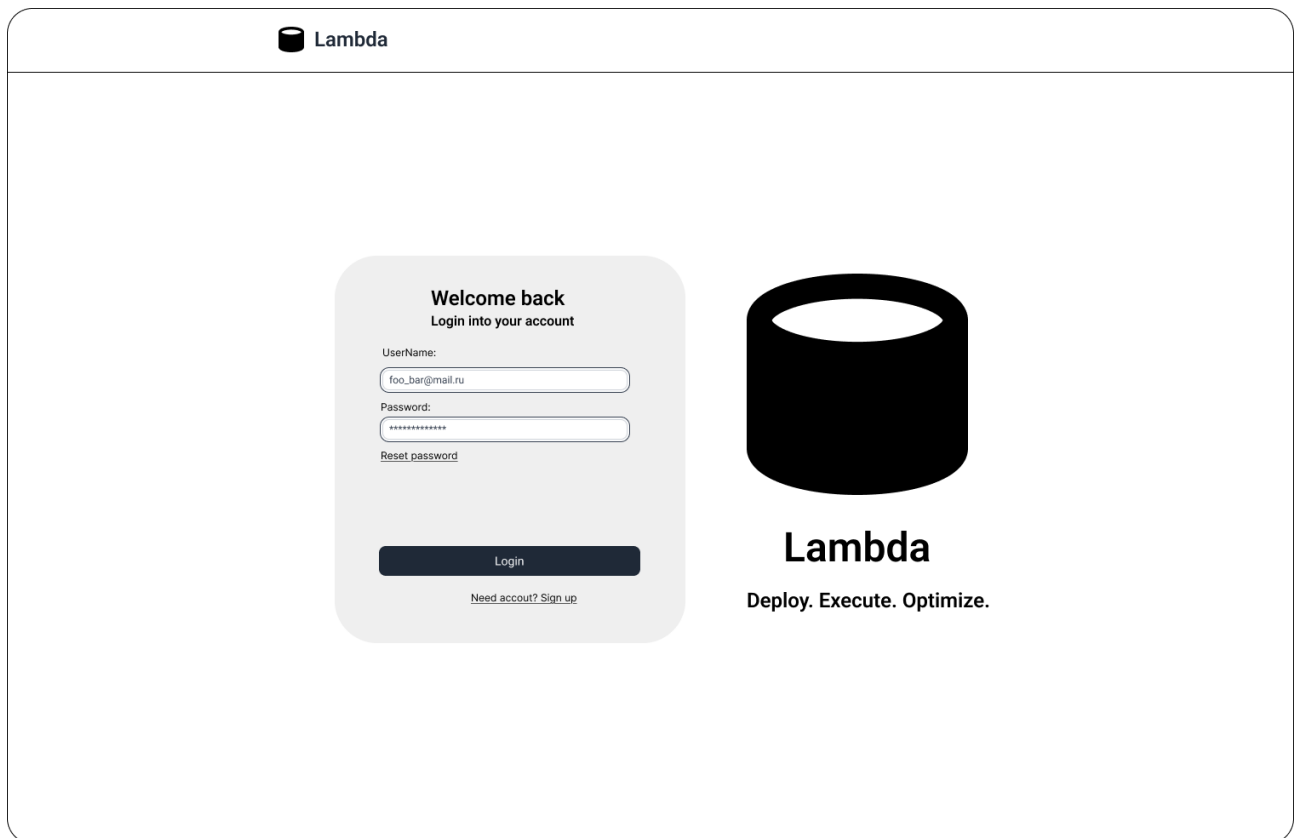 Lambda
Welcome back
Login into your account
UserName:
foo_bar@mail.ru
Password:
*************
Reset password
Login
Need accout? Sign up
Lambda
Deploy. Execute. Optimize.